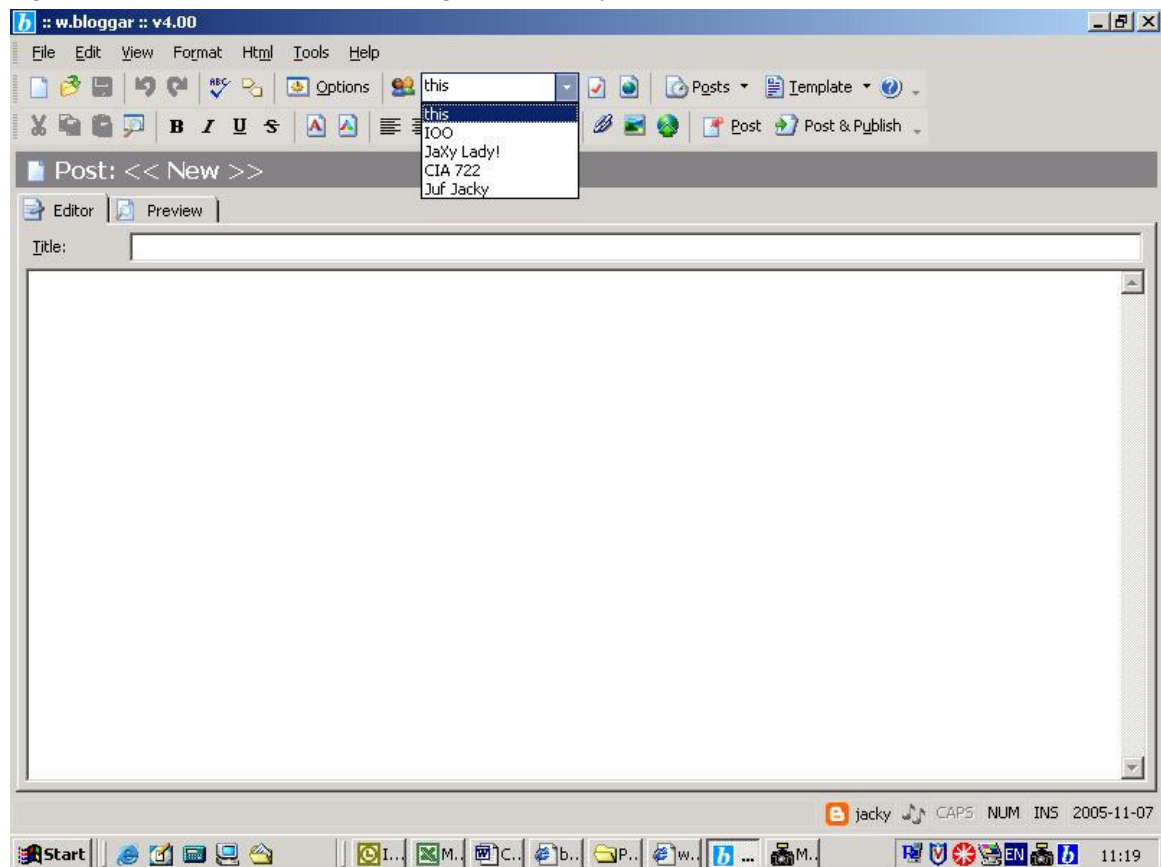 :: w.bloggar :: v4.00
File Edit View Format Html Tools Help
ABC Options this Posts Template
B I U S A A Post Post & Publish
this
IOO
JaXy Lady!
CIA 722
Juf Jacky
Post: << New >>
Editor Preview
Title:
jacky CAPS NUM INS 2005-11-07
Start I... M.. C.. b.. P.. w.. b ... M.. EN b 11:19